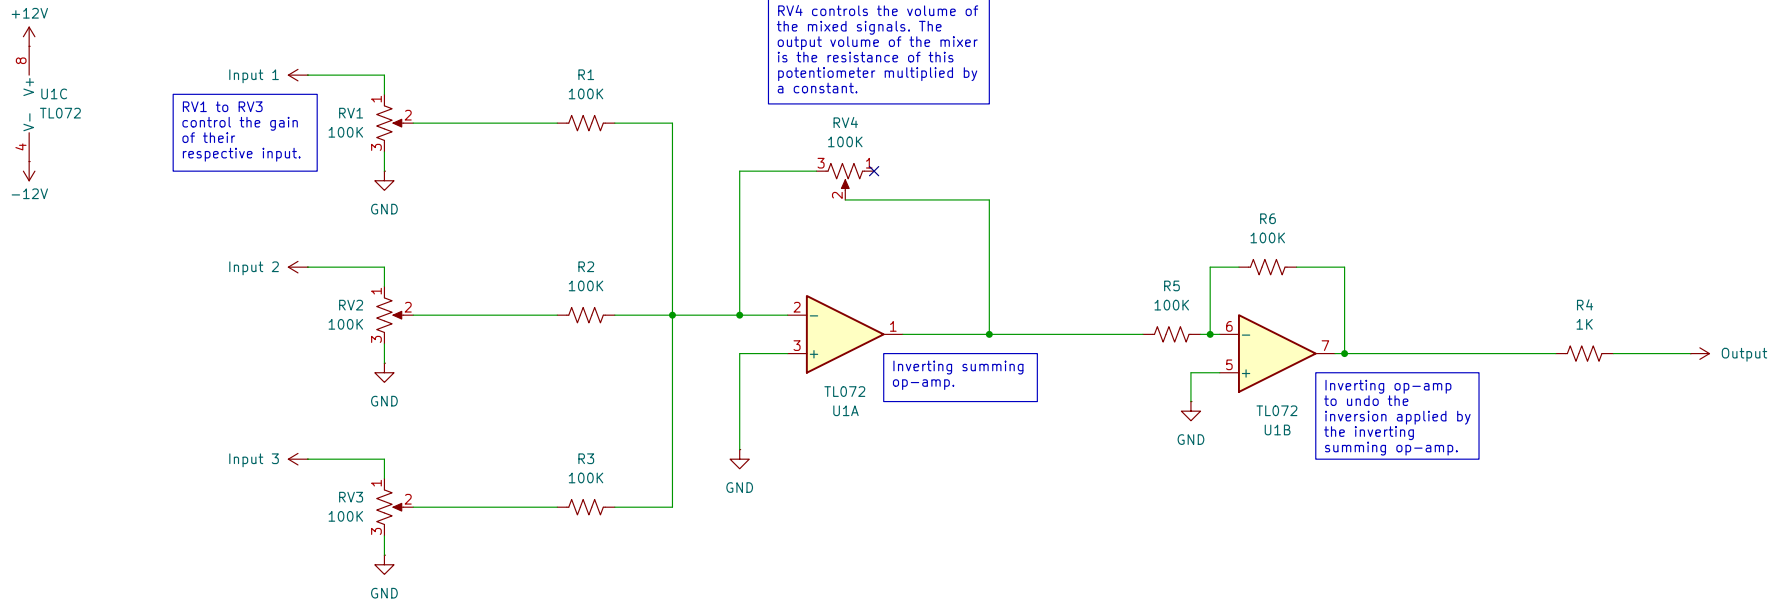 +12V
8
V+
U1C
TL072
V-
4
-12V
Input 1
RV1 to RV3
control the gain
of their
respective input.
RV1
100K
1
2
3
GND
R1
100K
Input 2
RV2
100K
1
2
3
GND
R2
100K
Input 3
RV3
100K
1
2
3
GND
R3
100K
RV4 controls the volume of
the mixed signals. The
output volume of the mixer
is the resistance of this
potentiometer multiplied by
a constant.
RV4
100K
3
1
2
2
-
3
+
1
TL072
U1A
GND
Inverting summing
op-amp.
R5
100K
R6
100K
6
-
5
+
7
TL072
U1B
GND
Inverting op-amp
to undo the
inversion applied by
the inverting
summing op-amp.
R4
1K
Output